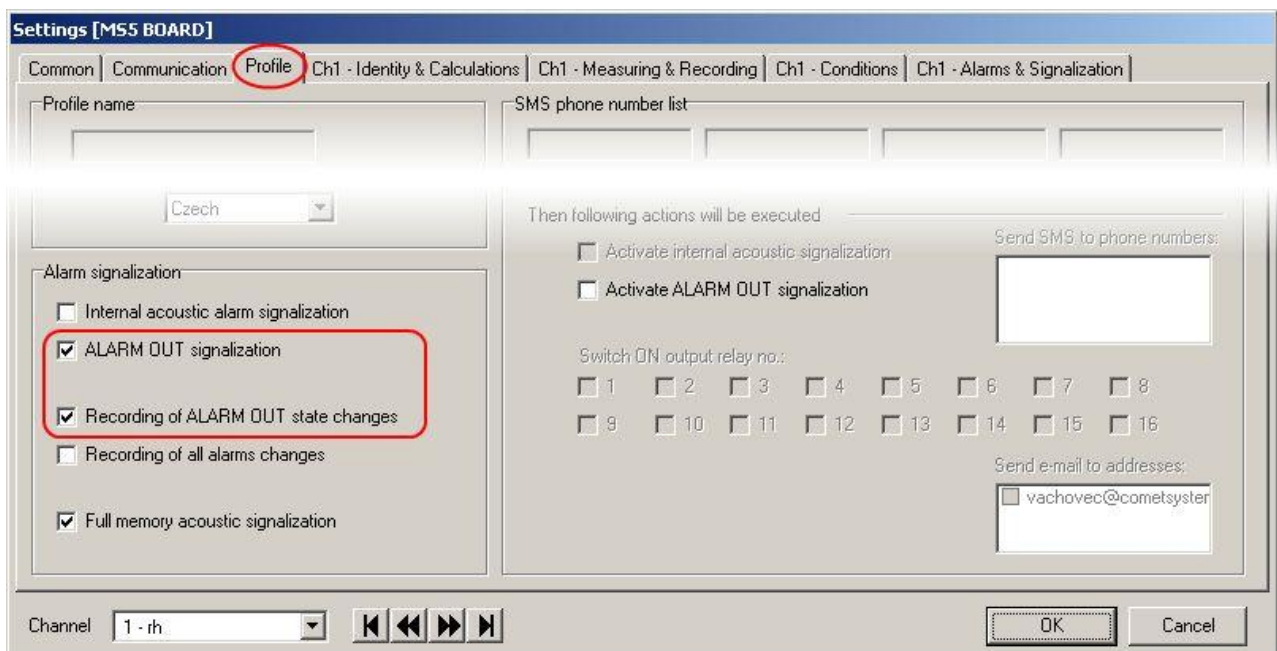 Settings [MS5 BOARD]
Common Communication Profile Ch1 - Identity & Calculations Ch1 - Measuring & Recording Ch1 - Conditions Ch1 - Alarms & Signalization
Profile name
Czech
Alarm signalization
Internal acoustic alarm signalization
ALARM OUT signalization
Recording of ALARM OUT state changes
Recording of all alarms changes
Full memory acoustic signalization
SMS phone number list
Then following actions will be executed
Activate internal acoustic signalization
Activate ALARM OUT signalization
Send SMS to phone numbers:
Switch ON output relay no.:
1 2 3 4 5 6 7 8
9 10 11 12 13 14 15 16
Send e-mail to addresses:
vachovec@cometsyster
Channel 1 - rh
OK Cancel